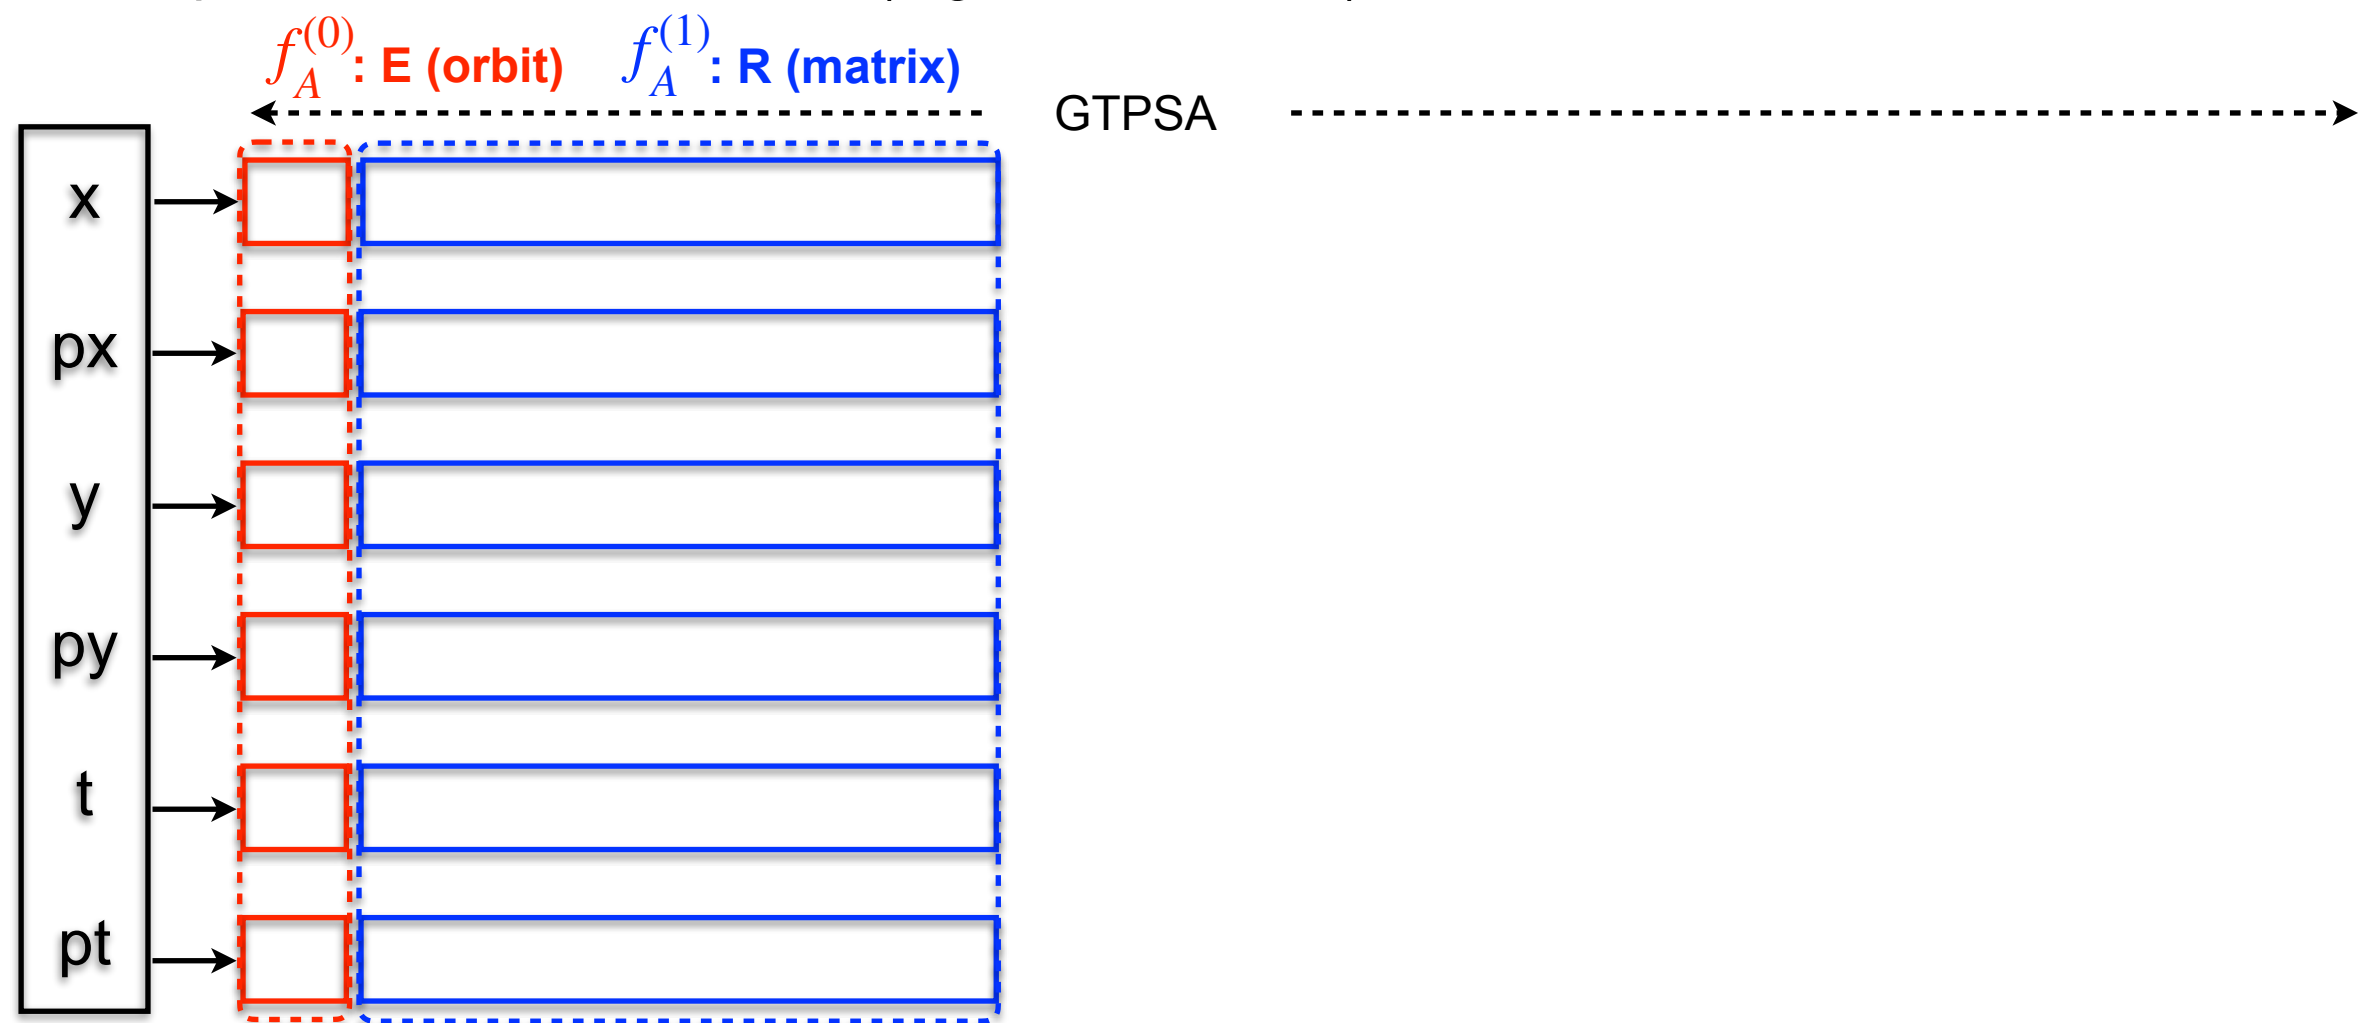 f_A^(0): E (orbit) f_A^(1): R (matrix)
GTPSA
x
px
y
py
t
pt